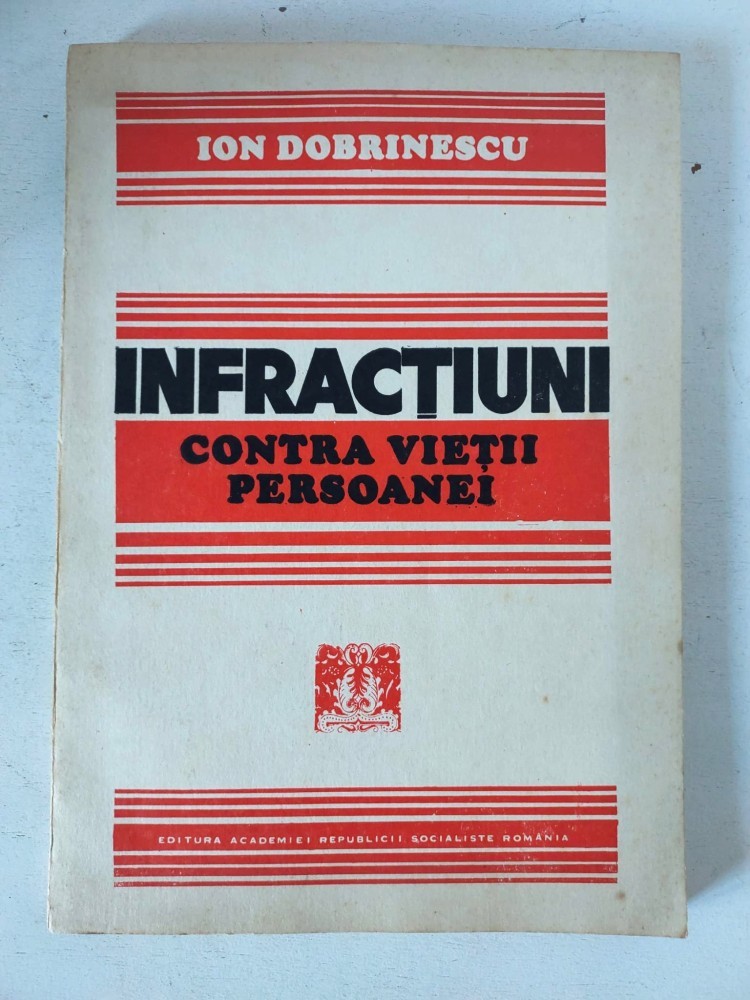 ION DOBRINESCU
INFRACȚIUNI
CONTRA VIEȚII
PERSOANEI
EDITURA ACADEMIEI REPUBLICII SOCIALISTE ROMÂNIA